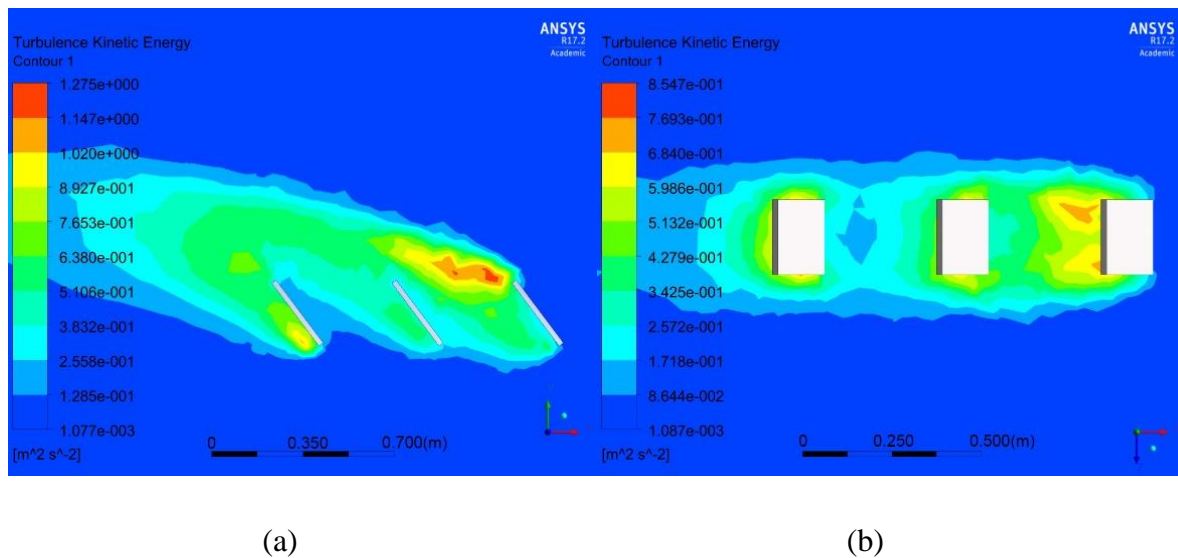 ANSYS
R17.2
Academic
Turbulence Kinetic Energy
Contour 1
1.275e+000
1.147e+000
1.020e+000
8.927e-001
7.653e-001
6.380e-001
5.106e-001
3.832e-001
2.558e-001
1.285e-001
1.077e-003
[m^2 s^-2]
0 0.350 0.700(m)
ANSYS
R17.2
Academic
Turbulence Kinetic Energy
Contour 1
8.547e-001
7.693e-001
6.840e-001
5.986e-001
5.132e-001
4.279e-001
3.425e-001
2.572e-001
1.718e-001
8.644e-002
1.087e-003
[m^2 s^-2]
0 0.250 0.500(m)
(a) (b)